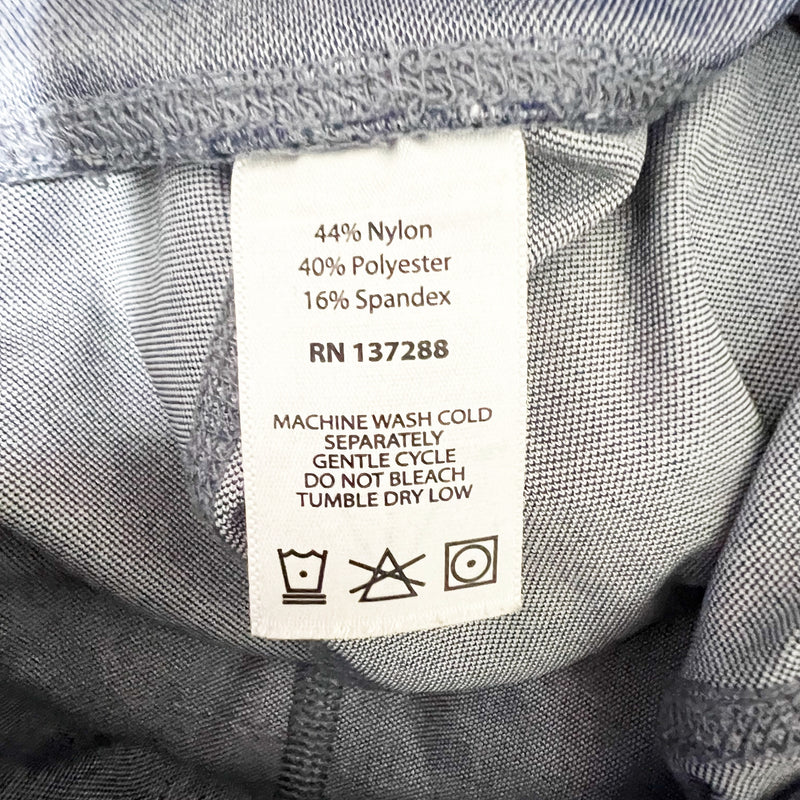 44% Nylon
40% Polyester
16% Spandex
RN 137288
MACHINE WASH COLD
SEPARATELY
GENTLE CYCLE
DO NOT BLEACH
TUMBLE DRY LOW